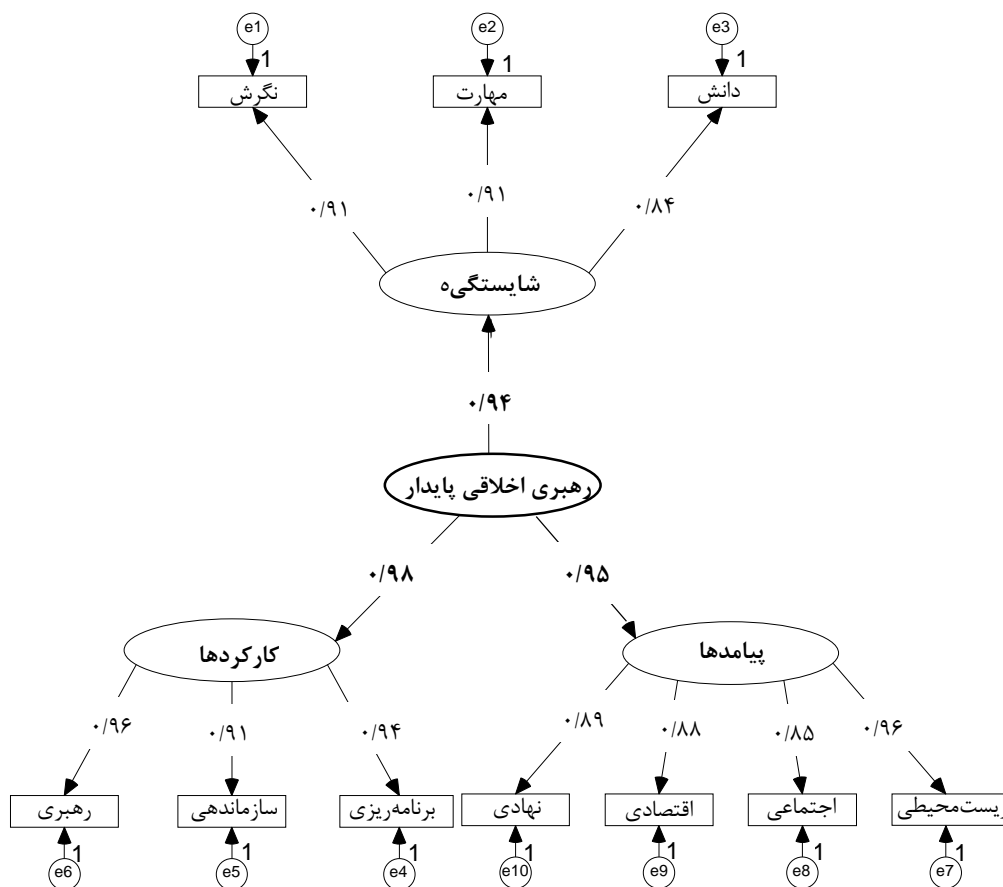 e1 e2 e3
1 1 1
نگرش مهارت دانش
۰/۹۱ ۰/۹۱ ۰/۸۴
شایستگی‌ه
۰/۹۴
رهبری اخلاقی پایدار
۰/۹۸ ۰/۹۵
کارکردها پیامدها
۰/۹۶ ۰/۹۱ ۰/۹۴ ۰/۸۹ ۰/۸۸ ۰/۸۵ ۰/۹۶
رهبری سازماندهی برنامه‌ریزی نهادی اقتصادی اجتماعی زیست‌محیطی
1 1 1 1 1 1 1
e6 e5 e4 e10 e9 e8 e7